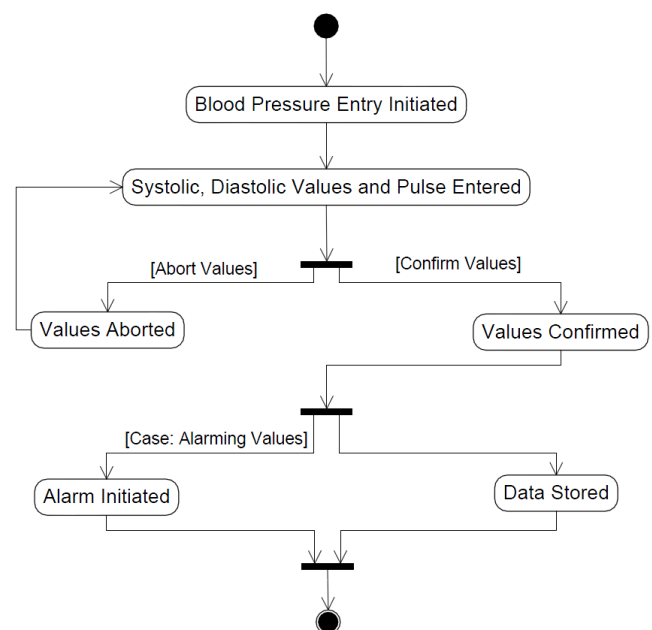 Blood Pressure Entry Initiated
Systolic, Diastolic Values and Pulse Entered
[Abort Values]
[Confirm Values]
Values Aborted
Values Confirmed
[Case: Alarming Values]
Alarm Initiated
Data Stored